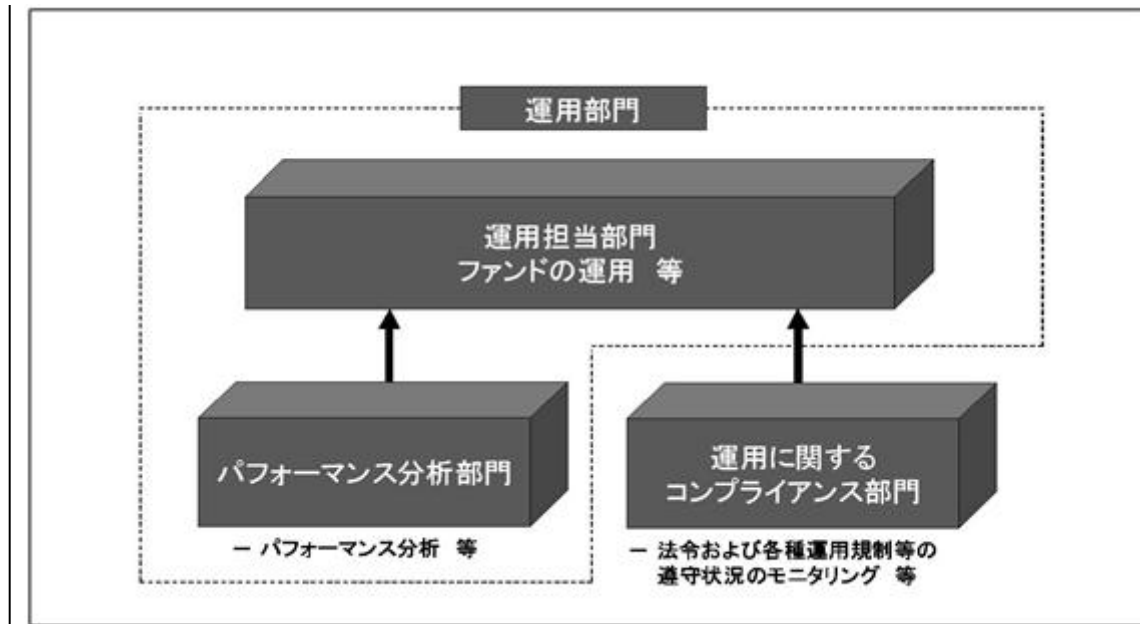 運用部門
運用担当部門
ファンドの運用　等
パフォーマンス分析部門
－ パフォーマンス分析　等
運用に関する
コンプライアンス部門
－ 法令および各種運用規制等の
遵守状況のモニタリング　等